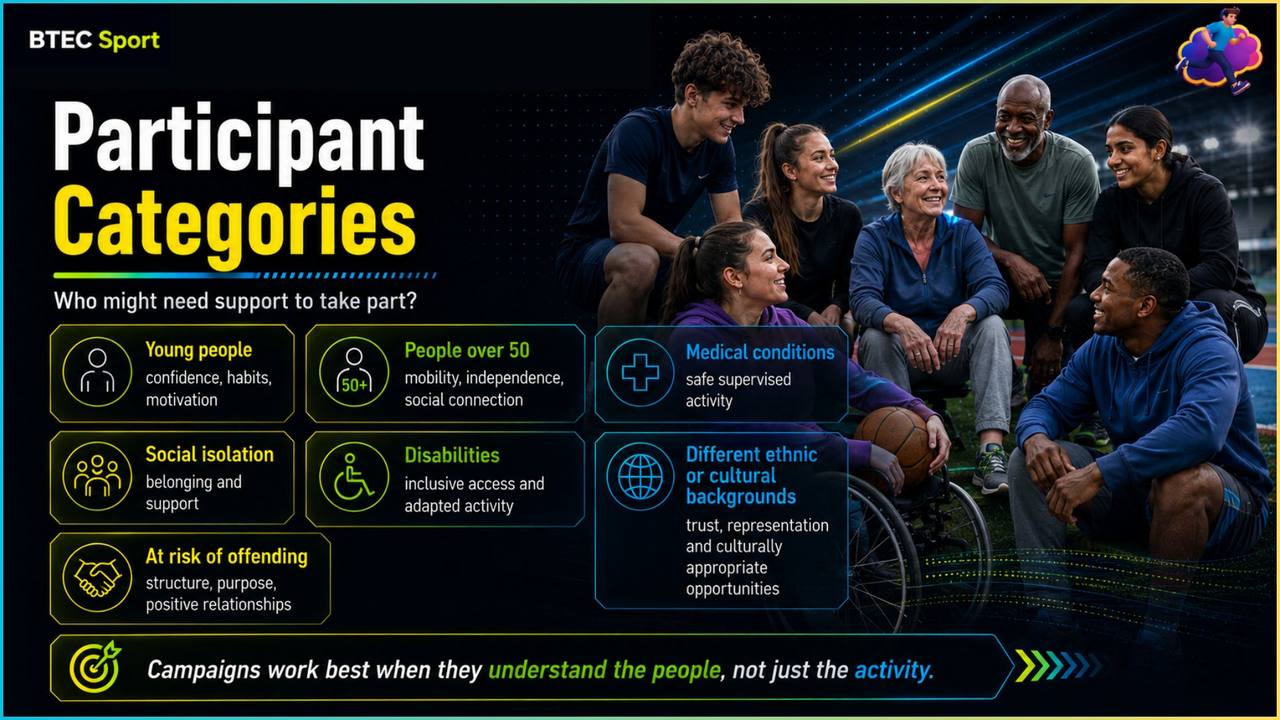 BTEC Sport
Participant
Categories
Who might need support to take part?
Young people
confidence, habits,
motivation
50+
People over 50
mobility, independence,
social connection
Medical conditions
safe supervised
activity
Social isolation
belonging and
support
Disabilities
inclusive access and
adapted activity
Different ethnic
or cultural
backgrounds
trust, representation
and culturally
appropriate
opportunities
At risk of offending
structure, purpose,
positive relationships
Campaigns work best when they understand the people, not just the activity.